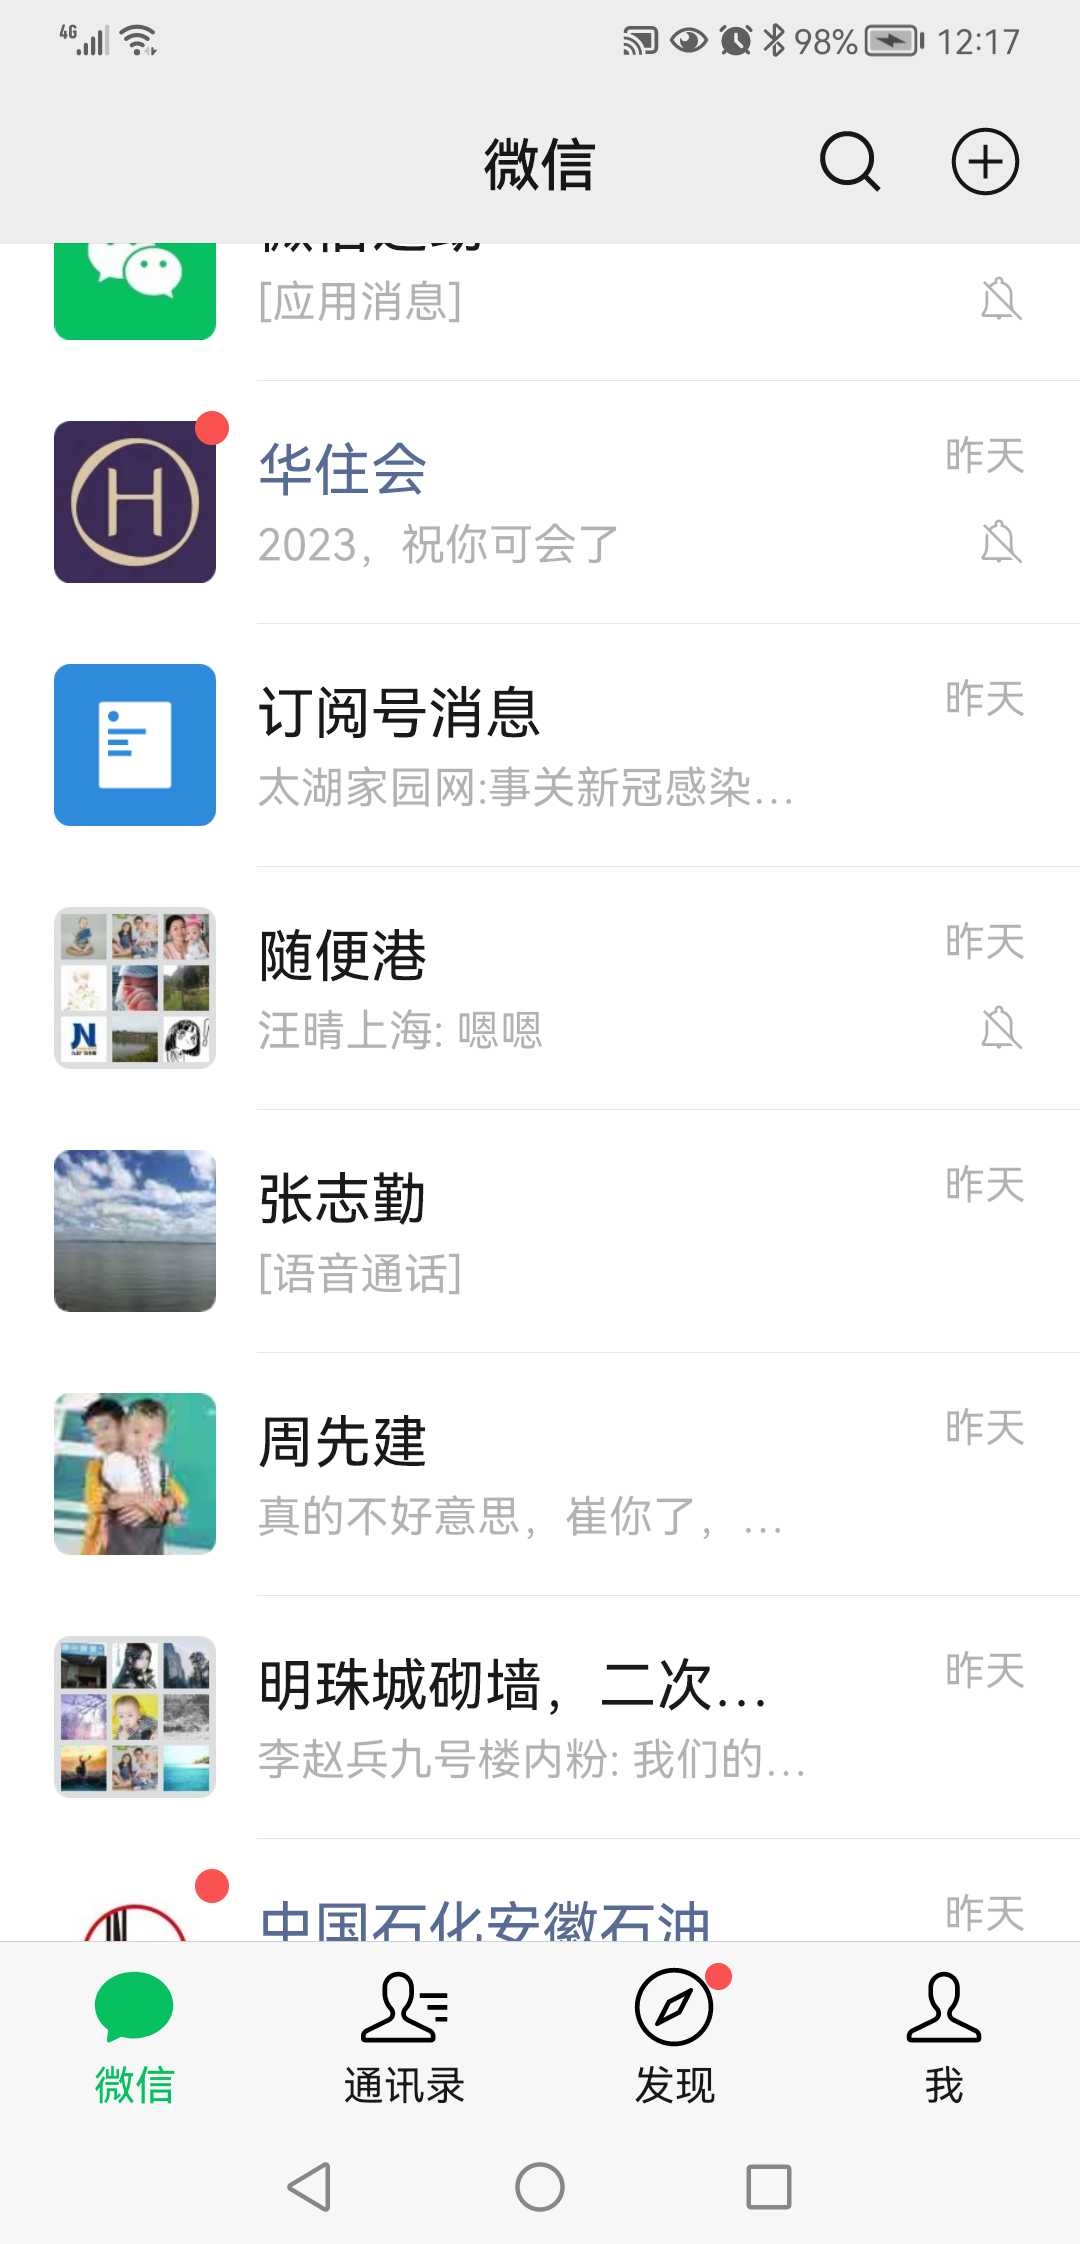 4G 98% 12:17
微信
微信运动
[应用消息]
华住会 昨天
2023，祝你可会了
订阅号消息 昨天
太湖家园网:事关新冠感染...
随便港 昨天
汪晴上海: 嗯嗯
张志勤 昨天
[语音通话]
周先建 昨天
真的不好意思，崔你了，...
明珠城砌墙，二次... 昨天
李赵兵九号楼内粉: 我们的...
中国石化安徽石油 昨天
微信 通讯录 发现 我